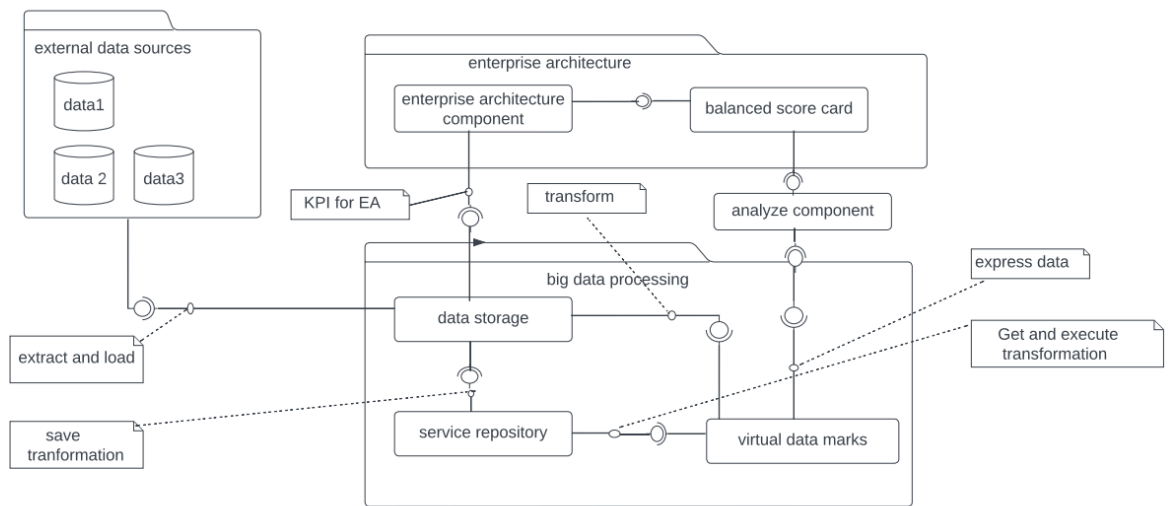 external data sources
data1
data 2
data3
enterprise architecture
enterprise architecture
component
balanced score card
KPI for EA
transform
analyze component
big data processing
express data
data storage
Get and execute
transformation
extract and load
save
tranformation
service repository
virtual data marks